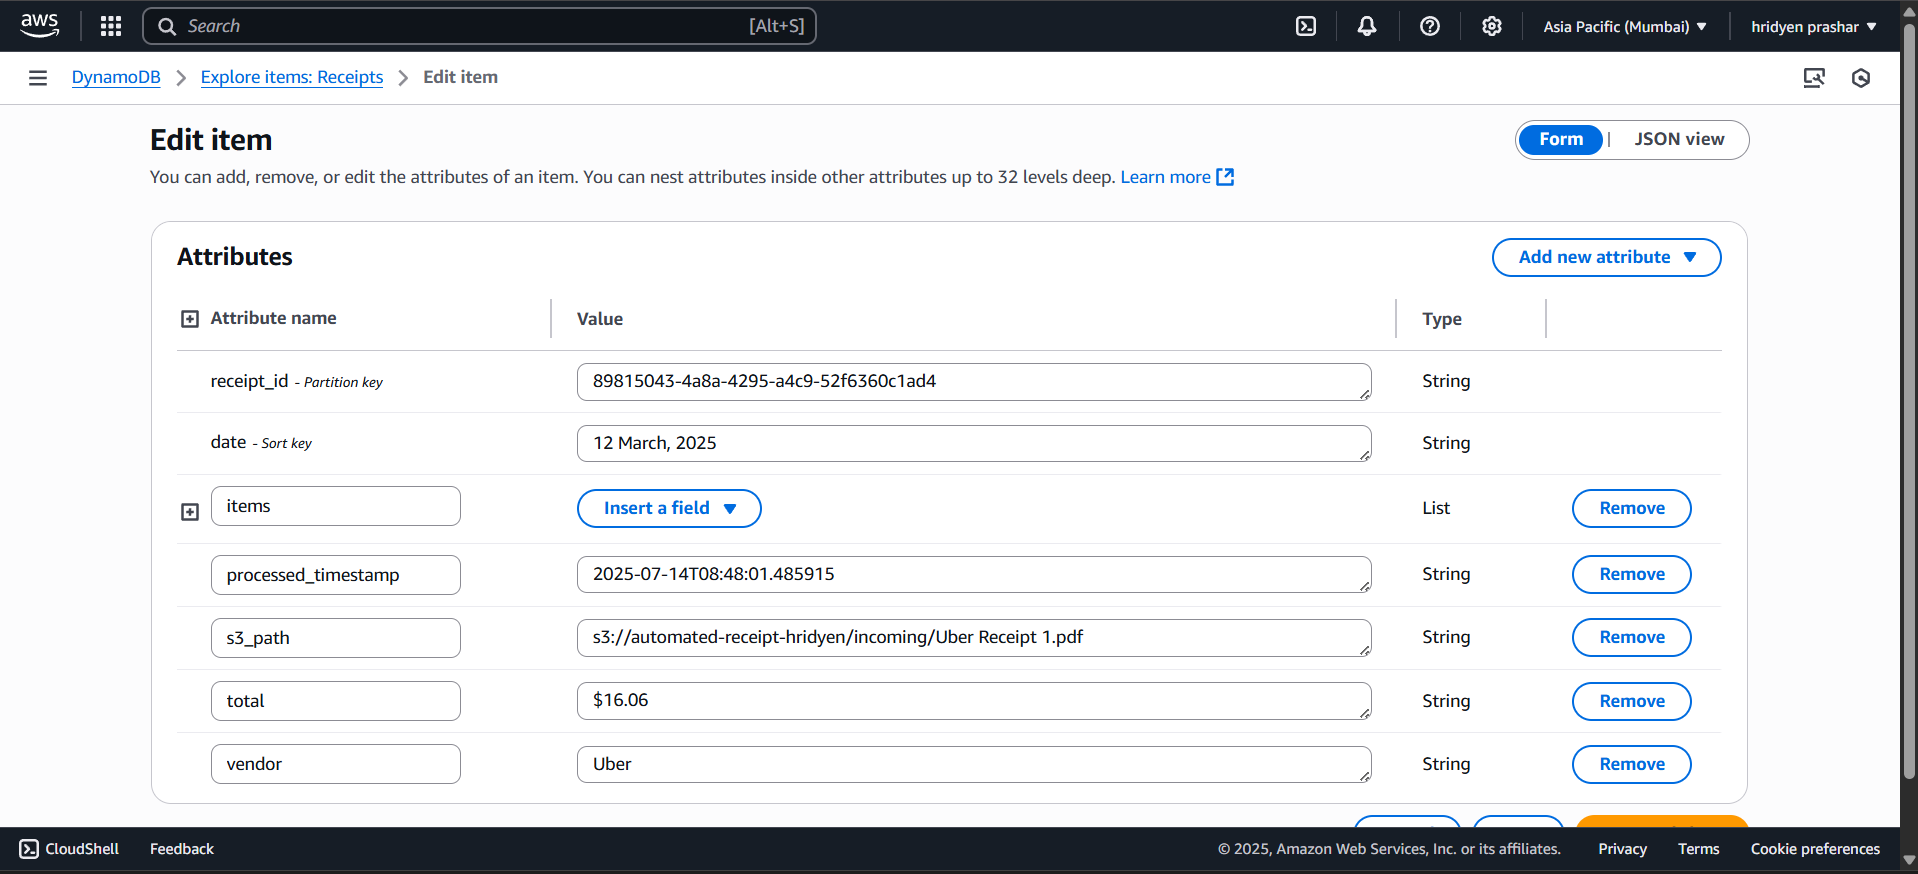 aws Search [Alt+S] Asia Pacific (Mumbai) hridyen prashar
DynamoDB Explore items: Receipts Edit item
Edit item
Form | JSON view
You can add, remove, or edit the attributes of an item. You can nest attributes inside other attributes up to 32 levels deep. Learn more
Attributes
Add new attribute
Attribute name Value Type
receipt_id - Partition key 89815043-4a8a-4295-a4c9-52f6360c1ad4 String
date - Sort key 12 March, 2025 String
items Insert a field List Remove
processed_timestamp 2025-07-14T08:48:01.485915 String Remove
s3_path s3://automated-receipt-hridyen/incoming/Uber Receipt 1.pdf String Remove
total $16.06 String Remove
vendor Uber String Remove
CloudShell Feedback © 2025, Amazon Web Services, Inc. or its affiliates. Privacy Terms Cookie preferences